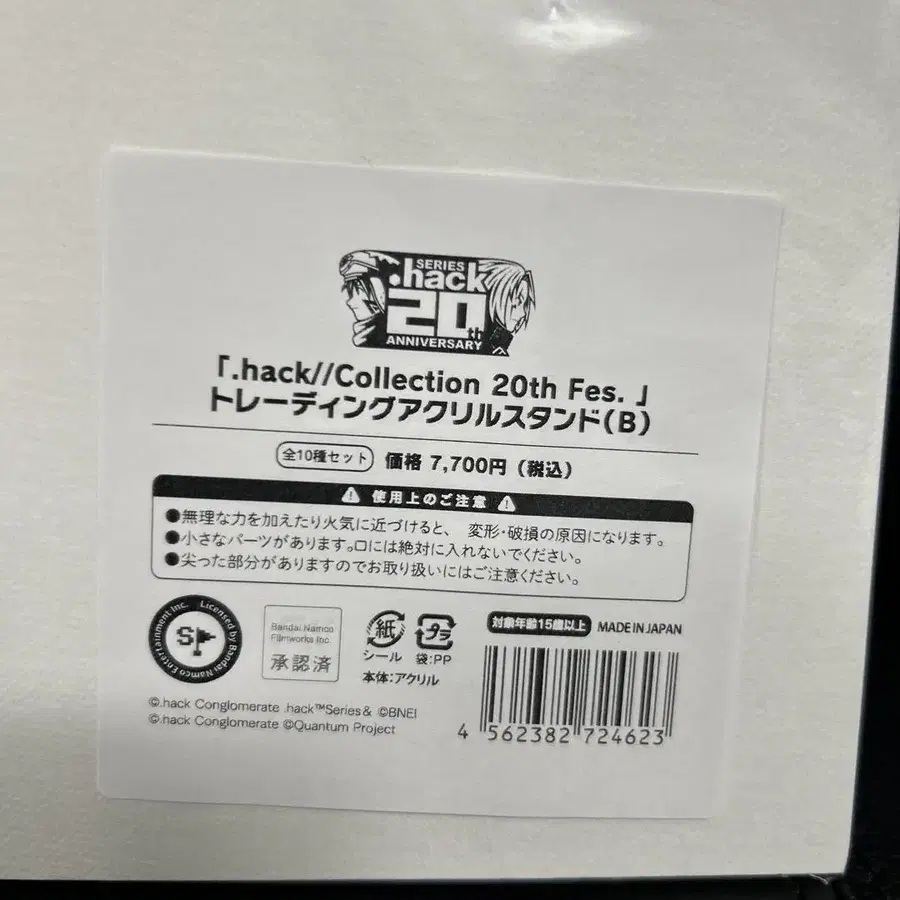 SERIES
.hack
20th
ANNIVERSARY
「.hack//Collection 20th Fes. 」
トレーディングアクリルスタンド(B)
全10種セット 価格 7,700円 (税込)
使用上のご注意
●無理な力を加えたり火気に近づけると、 変形・破損の原因になります。
●小さなパーツがあります。口には絶対に入れないでください。
●尖った部分がありますのでお取り扱いにはご注意ください。
Licensed by Bandai Namco Entertainment Inc.
S
Bandai Namco
Filmworks Inc.
承認済
紙
シール
プラ
袋:PP
本体:アクリル
対象年齢15歳以上 MADE IN JAPAN
©.hack Conglomerate .hack™Series& ©BNEI
©.hack Conglomerate ©Quantum Project
4 562382 724623